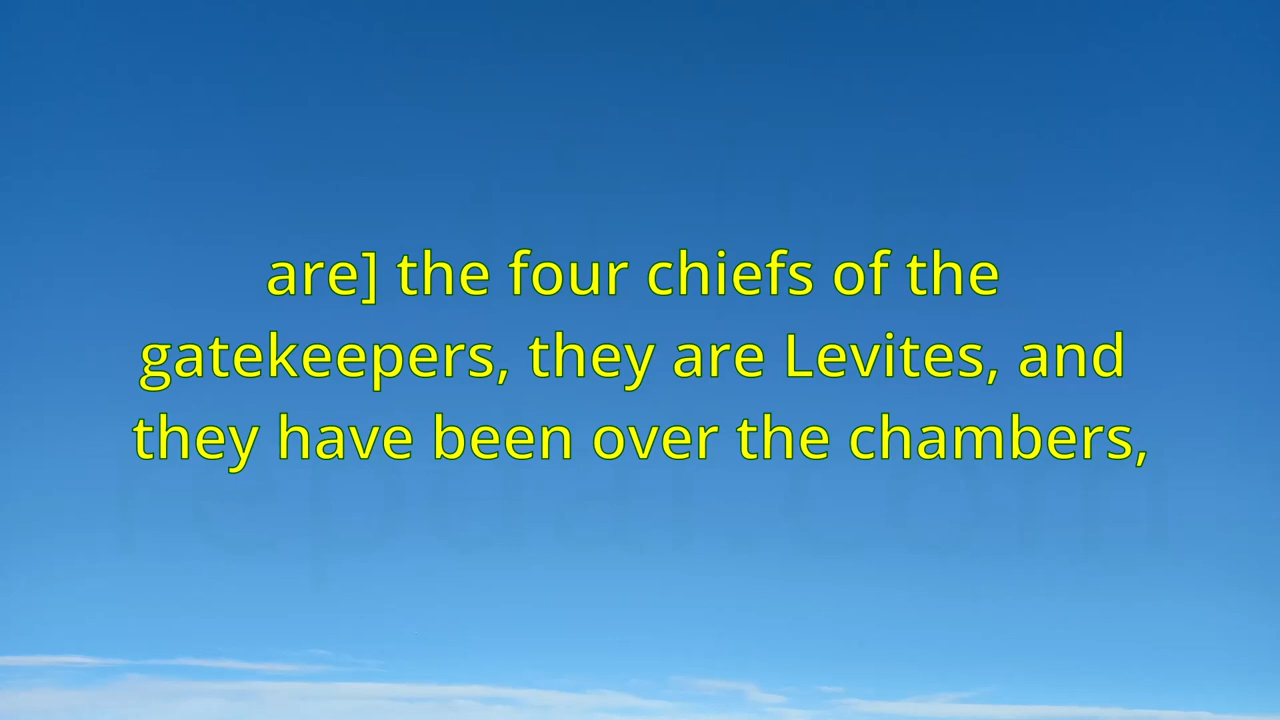 are] the four chiefs of the
gatekeepers, they are Levites, and
they have been over the chambers,